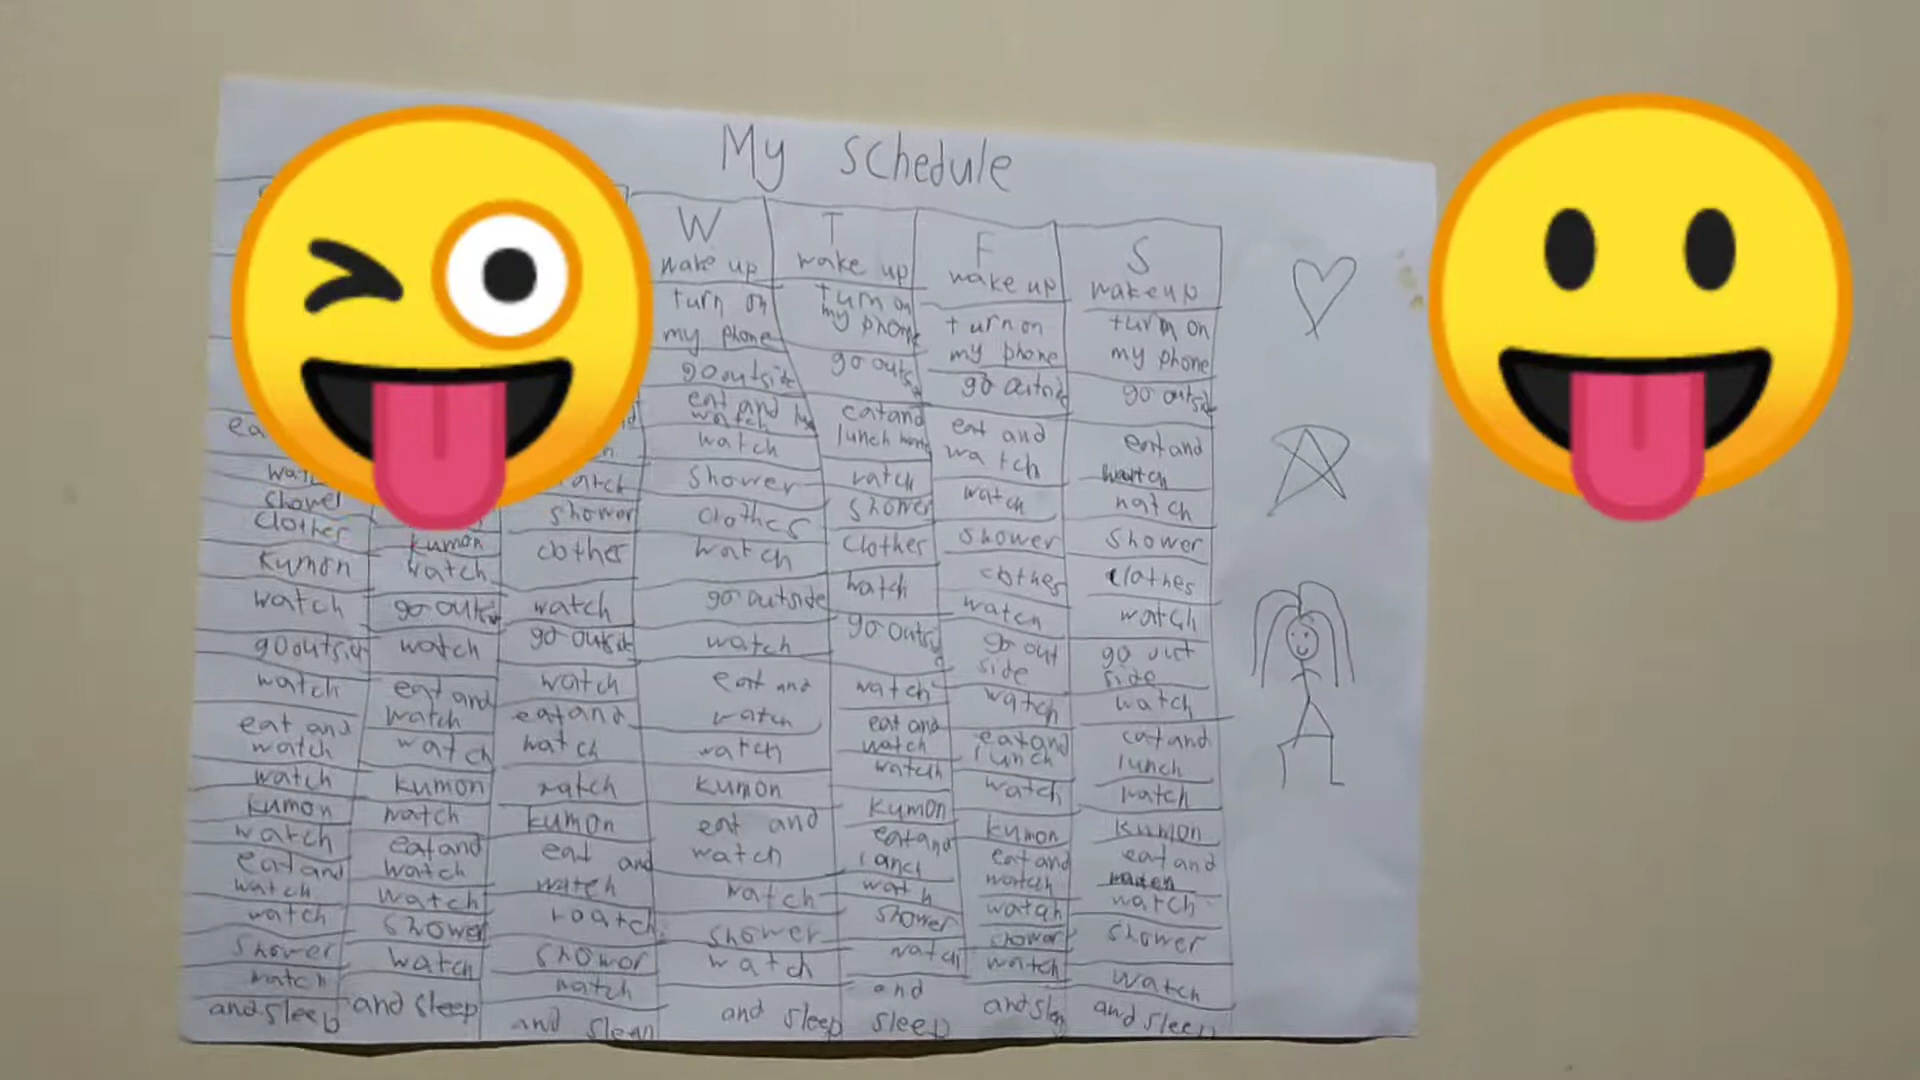 My schedule
W
wake up
turn on
my phone
go outside
eat and
watch
watch
shower
clothes
watch
go outside
watch
eat and
watch
watch
kumon
eat and
watch
watch
shower
watch
and sleep
T
wake up
turn on
my phone
go outs
eat and
lunch
watch
shower
clothes
watch
go outsid
watch
eat and
watch
watch
kumon
eat and
watch
shower
watch
and
sleep
F
wake up
turn on
my phone
go outside
eat and
watch
watch
shower
clothes
watch
go out
side
watch
eat and
lunch
watch
kumon
eat and
watch
watch
shower
watch
and sleep
S
wake up
turn on
my phone
go outside
eat and
watch
watch
shower
clothes
watch
go out
side
watch
eat and
lunch
watch
kumon
eat and
watch
watch
shower
watch
and sleep
shower
clothes
kumon
watch
go outside
watch
eat and
watch
watch
kumon
watch
eat and
watch
watch
shower
watch
and sleep
kumon
watch
go outside
watch
eat and
watch
watch
kumon
watch
eat and
watch
watch
shower
watch
and sleep
shower
clothes
watch
go outside
watch
eat and
watch
watch
kumon
eat and
watch
watch
shower
watch
and sleep